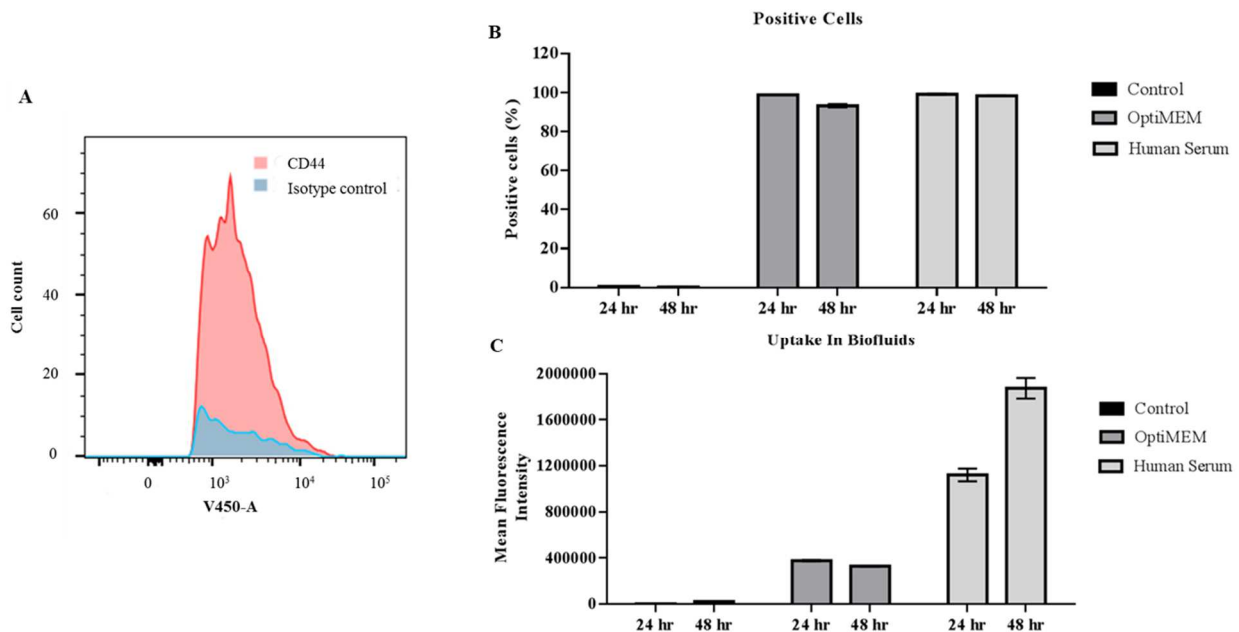 A
CD44
Isotype control
Cell count
60
40
20
0
0 10³ 10⁴ 10⁵
V450-A
B
Positive Cells
Positive cells (%)
120
100
80
60
40
20
0
24 hr 48 hr 24 hr 48 hr 24 hr 48 hr
Control
OptiMEM
Human Serum
C
Uptake In Biofluids
Mean Fluorescence
Intensity
2000000
1600000
1200000
800000
400000
0
24 hr 48 hr 24 hr 48 hr 24 hr 48 hr
Control
OptiMEM
Human Serum